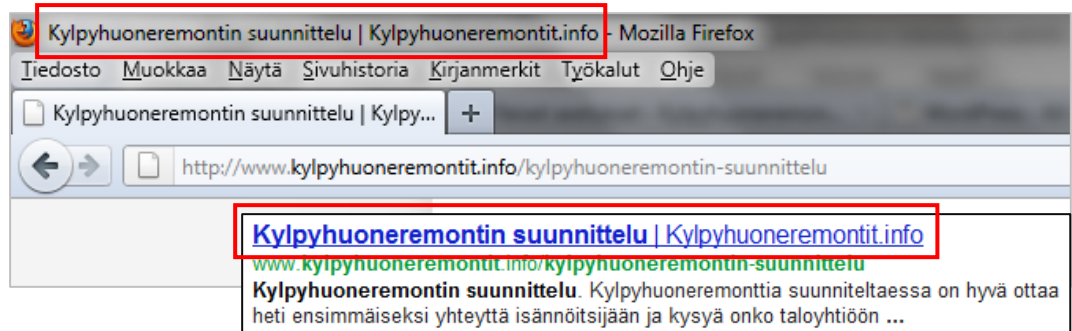 Kylpyhuoneremontin suunnittelu | Kylpyhuoneremontit.info - Mozilla Firefox
Tiedosto Muokkaa Näytä Sivuhistoria Kirjanmerkit Työkalut Ohje
Kylpyhuoneremontin suunnittelu | Kylpy... +
http://www.kylpyhuoneremontit.info/kylpyhuoneremontin-suunnittelu
Kylpyhuoneremontin suunnittelu | Kylpyhuoneremontit.info
www.kylpyhuoneremontit.info/kylpyhuoneremontin-suunnittelu
Kylpyhuoneremontin suunnittelu. Kylpyhuoneremonttia suunniteltaessa on hyvä ottaa
heti ensimmäiseksi yhteyttä isännöitsijään ja kysyä onko taloyhtiöön ...